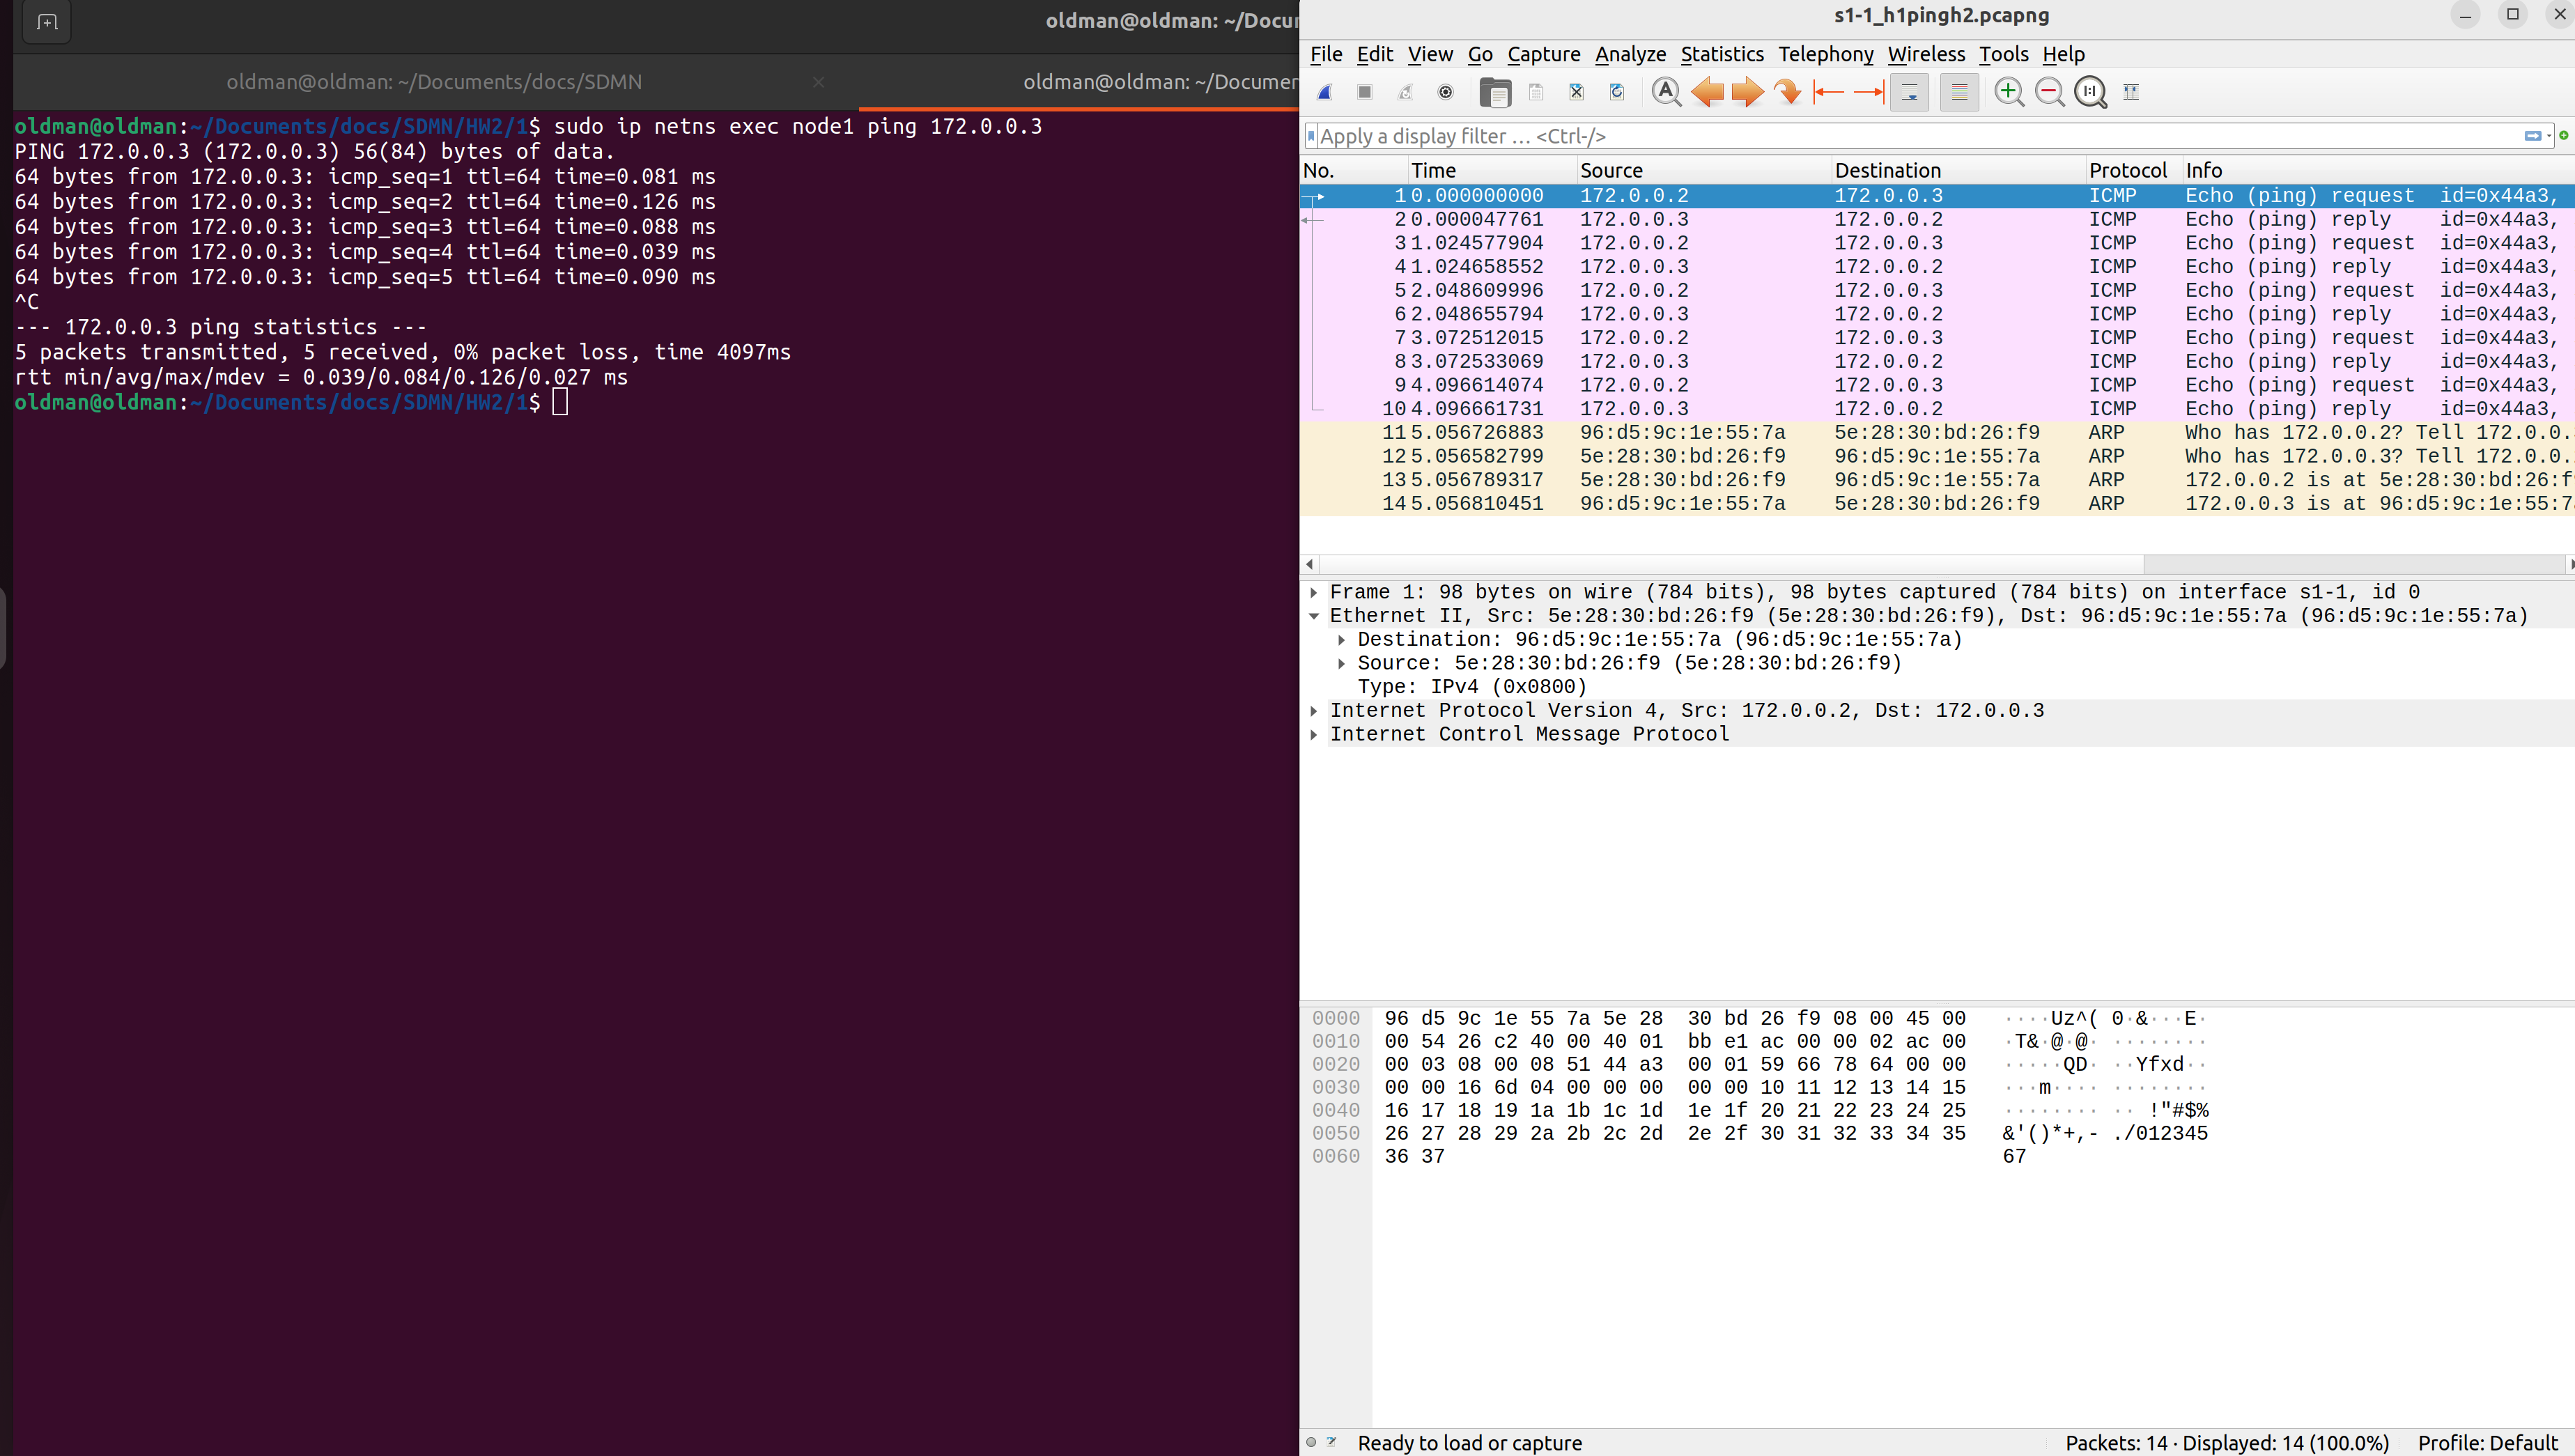 oldman@oldman: ~/Docu
oldman@oldman: ~/Documents/docs/SDMN
oldman@oldman: ~/Documen
oldman@oldman:~/Documents/docs/SDMN/HW2/1$ sudo ip netns exec node1 ping 172.0.0.3
PING 172.0.0.3 (172.0.0.3) 56(84) bytes of data.
64 bytes from 172.0.0.3: icmp_seq=1 ttl=64 time=0.081 ms
64 bytes from 172.0.0.3: icmp_seq=2 ttl=64 time=0.126 ms
64 bytes from 172.0.0.3: icmp_seq=3 ttl=64 time=0.088 ms
64 bytes from 172.0.0.3: icmp_seq=4 ttl=64 time=0.039 ms
64 bytes from 172.0.0.3: icmp_seq=5 ttl=64 time=0.090 ms
^C
--- 172.0.0.3 ping statistics ---
5 packets transmitted, 5 received, 0% packet loss, time 4097ms
rtt min/avg/max/mdev = 0.039/0.084/0.126/0.027 ms
oldman@oldman:~/Documents/docs/SDMN/HW2/1$
s1-1_h1pingh2.pcapng
File Edit View Go Capture Analyze Statistics Telephony Wireless Tools Help
Apply a display filter … <Ctrl-/>
No. Time Source Destination Protocol Info
1 0.000000000 172.0.0.2 172.0.0.3 ICMP Echo (ping) request id=0x44a3,
2 0.000047761 172.0.0.3 172.0.0.2 ICMP Echo (ping) reply id=0x44a3,
3 1.024577904 172.0.0.2 172.0.0.3 ICMP Echo (ping) request id=0x44a3,
4 1.024658552 172.0.0.3 172.0.0.2 ICMP Echo (ping) reply id=0x44a3,
5 2.048609996 172.0.0.2 172.0.0.3 ICMP Echo (ping) request id=0x44a3,
6 2.048655794 172.0.0.3 172.0.0.2 ICMP Echo (ping) reply id=0x44a3,
7 3.072512015 172.0.0.2 172.0.0.3 ICMP Echo (ping) request id=0x44a3,
8 3.072533069 172.0.0.3 172.0.0.2 ICMP Echo (ping) reply id=0x44a3,
9 4.096614074 172.0.0.2 172.0.0.3 ICMP Echo (ping) request id=0x44a3,
10 4.096661731 172.0.0.3 172.0.0.2 ICMP Echo (ping) reply id=0x44a3,
11 5.056726883 96:d5:9c:1e:55:7a 5e:28:30:bd:26:f9 ARP Who has 172.0.0.2? Tell 172.0.0.
12 5.056582799 5e:28:30:bd:26:f9 96:d5:9c:1e:55:7a ARP Who has 172.0.0.3? Tell 172.0.0.
13 5.056789317 5e:28:30:bd:26:f9 96:d5:9c:1e:55:7a ARP 172.0.0.2 is at 5e:28:30:bd:26:f
14 5.056810451 96:d5:9c:1e:55:7a 5e:28:30:bd:26:f9 ARP 172.0.0.3 is at 96:d5:9c:1e:55:7
Frame 1: 98 bytes on wire (784 bits), 98 bytes captured (784 bits) on interface s1-1, id 0
Ethernet II, Src: 5e:28:30:bd:26:f9 (5e:28:30:bd:26:f9), Dst: 96:d5:9c:1e:55:7a (96:d5:9c:1e:55:7a)
Destination: 96:d5:9c:1e:55:7a (96:d5:9c:1e:55:7a)
Source: 5e:28:30:bd:26:f9 (5e:28:30:bd:26:f9)
Type: IPv4 (0x0800)
Internet Protocol Version 4, Src: 172.0.0.2, Dst: 172.0.0.3
Internet Control Message Protocol
0000 96 d5 9c 1e 55 7a 5e 28 30 bd 26 f9 08 00 45 00 ····Uz^( 0·&···E·
0010 00 54 26 c2 40 00 40 01 bb e1 ac 00 00 02 ac 00 ·T&·@·@· ········
0020 00 03 08 00 08 51 44 a3 00 01 59 66 78 64 00 00 ·····QD· ··Yfxd··
0030 00 00 16 6d 04 00 00 00 00 00 10 11 12 13 14 15 ···m···· ········
0040 16 17 18 19 1a 1b 1c 1d 1e 1f 20 21 22 23 24 25 ········ ·· !"#$%
0050 26 27 28 29 2a 2b 2c 2d 2e 2f 30 31 32 33 34 35 &'()*+,- ./012345
0060 36 37 67
Ready to load or capture
Packets: 14 · Displayed: 14 (100.0%)
Profile: Default